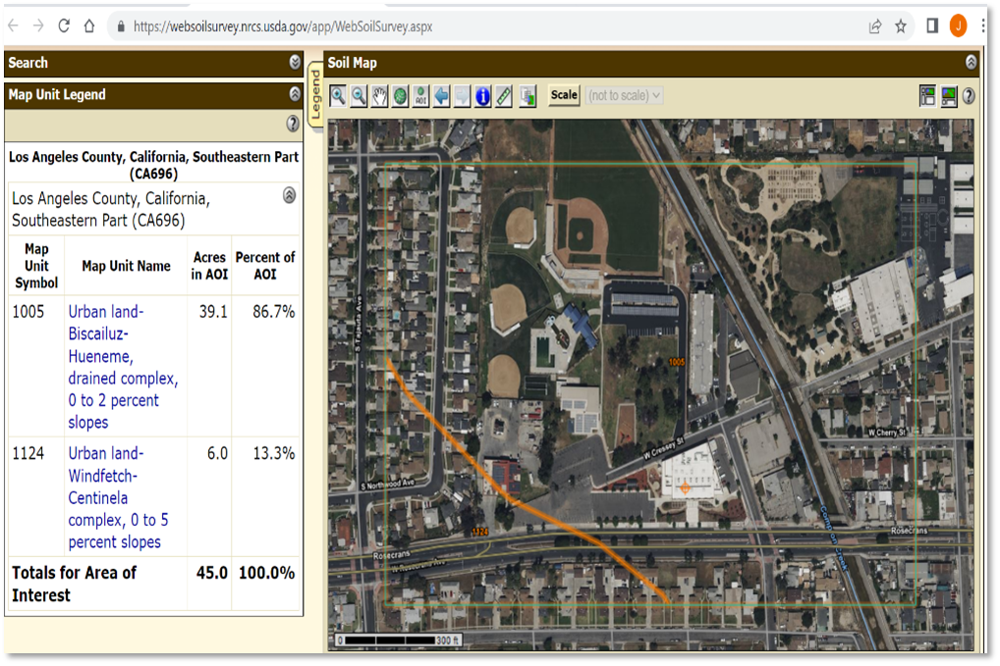 https://websoilsurvey.nrcs.usda.gov/app/WebSoilSurvey.aspx
J
Search
Map Unit Legend
Los Angeles County, California, Southeastern Part
(CA696)
Los Angeles County, California,
Southeastern Part (CA696)
Map Unit Symbol
Map Unit Name
Acres in AOI
Percent of AOI
1005
Urban land-
Biscailuz-
Hueneme,
drained complex,
0 to 2 percent
slopes
39.1
86.7%
1124
Urban land-
Windfetch-
Centinela
complex, 0 to 5
percent slopes
6.0
13.3%
Totals for Area of
Interest
45.0
100.0%
Legend
Soil Map
AOI
Scale
(not to scale)
S Tajauta Ave
1005
W Cherry St
W Cressey St
S Northwood Ave
1124
Rosecrans
Rosecrans
W Rosecrans Ave
Compton Creek
0
300 ft